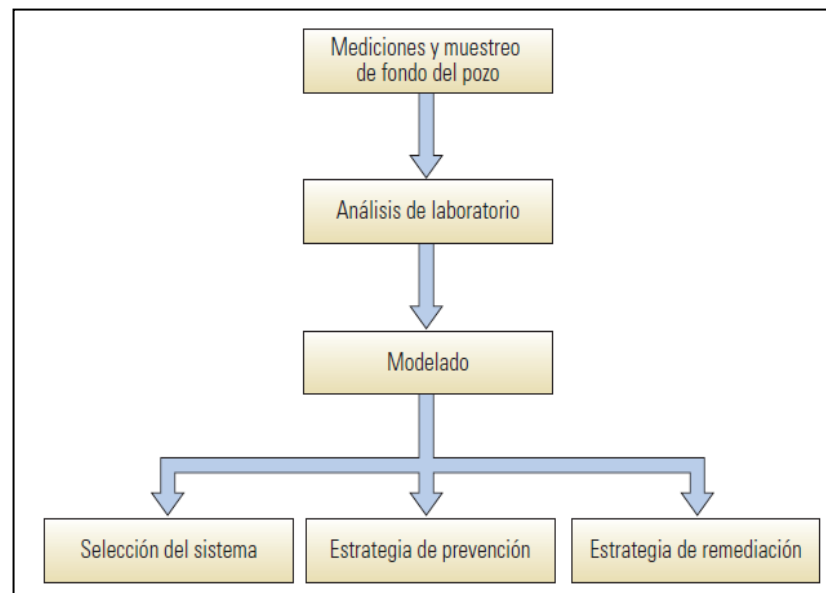 Mediciones y muestreo
de fondo del pozo
Análisis de laboratorio
Modelado
Selección del sistema
Estrategia de prevención
Estrategia de remediación